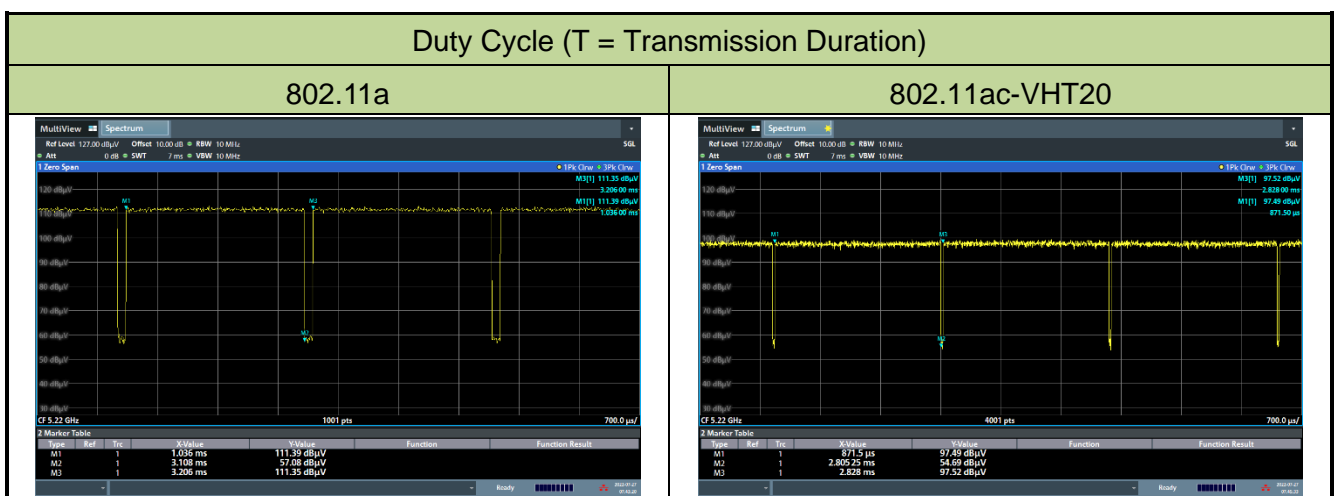 Duty Cycle (T = Transmission Duration)
802.11a
802.11ac-VHT20
MultiView Spectrum
Ref Level 127.00 dBµV Offset 10.00 dB RBW 10 MHz
SGL
Att 0 dB SWT 7 ms VBW 10 MHz
1 Zero Span
1Pk Clrw 3Pk Clrw
M3[1] 111.35 dBµV
3.206 00 ms
M1[1] 111.39 dBµV
1.036 00 ms
120 dBµV
M1
M3
110 dBµV
100 dBµV
90 dBµV
80 dBµV
70 dBµV
60 dBµV
M2
50 dBµV
40 dBµV
30 dBµV
CF 5.22 GHz 1001 pts 700.0 µs/
2 Marker Table
Type Ref Trc X-Value Y-Value Function Function Result
M1 1 1.036 ms 111.39 dBµV
M2 1 3.108 ms 57.08 dBµV
M3 1 3.206 ms 111.35 dBµV
Ready
MultiView Spectrum
Ref Level 127.00 dBµV Offset 10.00 dB RBW 10 MHz
SGL
Att 0 dB SWT 7 ms VBW 10 MHz
1 Zero Span
1Pk Clrw 3Pk Clrw
M3[1] 97.52 dBµV
2.828 00 ms
M1[1] 97.49 dBµV
871.50 µs
120 dBµV
110 dBµV
M1
M3
100 dBµV
90 dBµV
80 dBµV
70 dBµV
60 dBµV
M2
50 dBµV
40 dBµV
30 dBµV
CF 5.22 GHz 4001 pts 700.0 µs/
2 Marker Table
Type Ref Trc X-Value Y-Value Function Function Result
M1 1 871.5 µs 97.49 dBµV
M2 1 2.805 25 ms 54.69 dBµV
M3 1 2.828 ms 97.52 dBµV
Ready